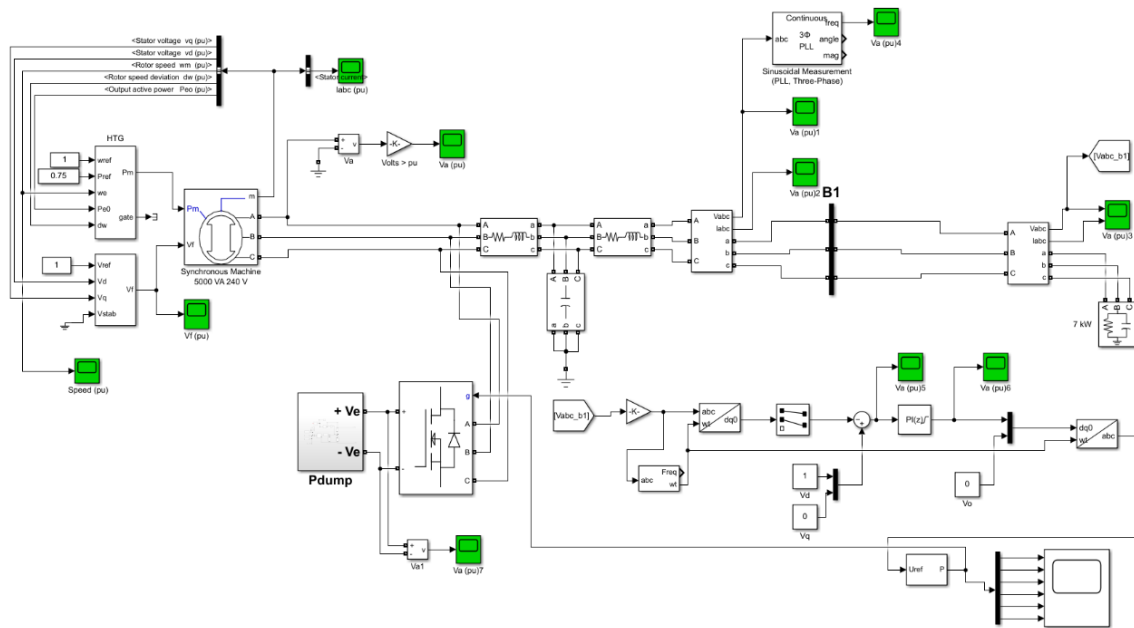 <Stator voltage vq (pu)>
<Stator voltage vd (pu)>
<Rotor speed wm (pu)>
<Rotor speed deviation dw (pu)>
<Output active power Peo (pu)>
<Stator current>
Iabc (pu)
Continuous
3Φ
PLL
abc
freq
angle
mag
Sinusoidal Measurement
(PLL, Three-Phase)
Va (pu)4
Va (pu)1
Va (pu)2
B1
[Vabc_b1]
Va (pu)3
HTG
1
0.75
wref
Pref
we
Pe0
dw
Pm
gate
+
-
v
Va
-K-
Volts > pu
Va (pu)
Pm
Vf
m
A
B
C
Synchronous Machine
5000 VA 240 V
1
Vref
Vd
Vq
Vstab
Vf
Vf (pu)
Speed (pu)
A
B
C
a
b
c
A
B
C
a
b
c
A B C
a b c
A
B
C
Vabc
Iabc
a
b
c
A
B
C
Vabc
Iabc
a
b
c
A B C
7 kW
+ Ve
- Ve
Pdump
+
-
g
A
B
C
+
-
v
Va1
Va (pu)7
[Vabc_b1]
-K-
abc
wt
dq0
abc
Freq
wt
-
+
Va (pu)5
PI(z)
Va (pu)6
1
Vd
0
Vq
0
Vo
dq0
wt
abc
Uref
P